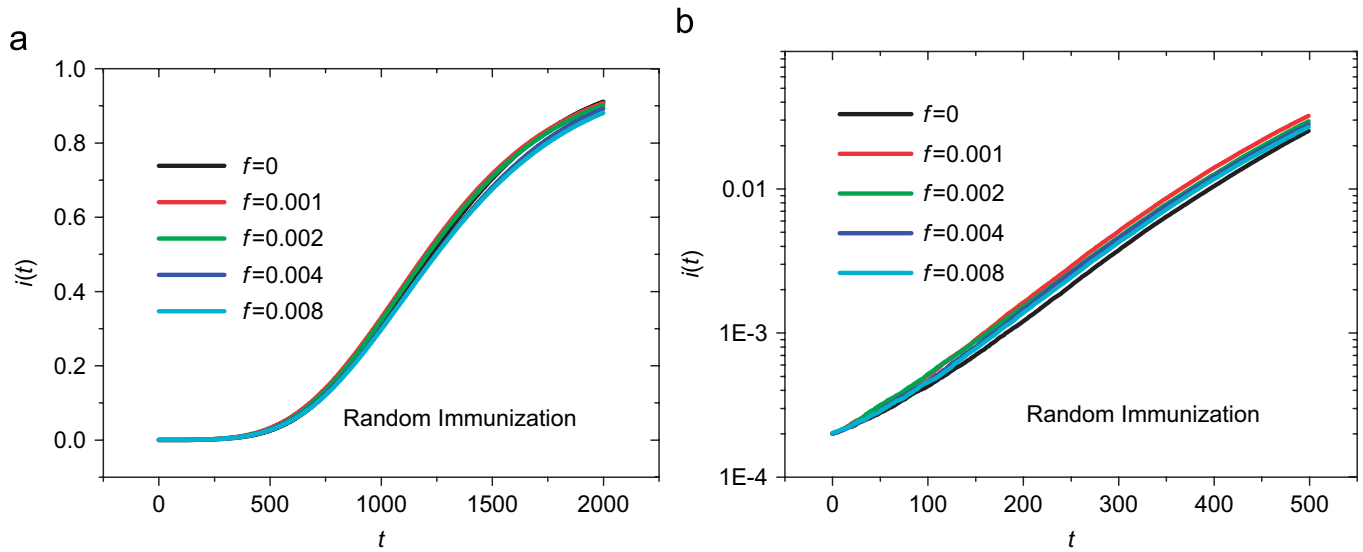 a
1.0
0.8
0.6
0.4
0.2
0.0
i(t)
f=0
f=0.001
f=0.002
f=0.004
f=0.008
Random Immunization
0
500
1000
1500
2000
t
b
0.01
1E-3
1E-4
i(t)
f=0
f=0.001
f=0.002
f=0.004
f=0.008
Random Immunization
0
100
200
300
400
500
t